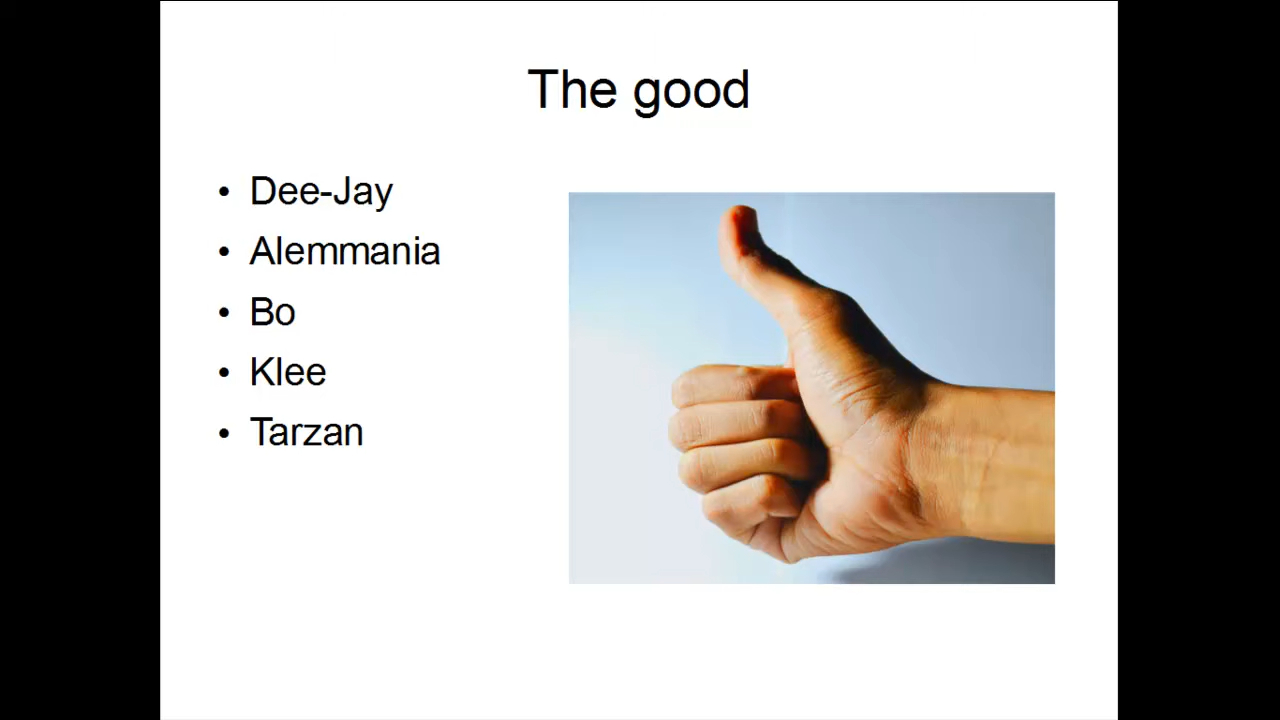 The good
• Dee-Jay
• Alemmania
• Bo
• Klee
• Tarzan